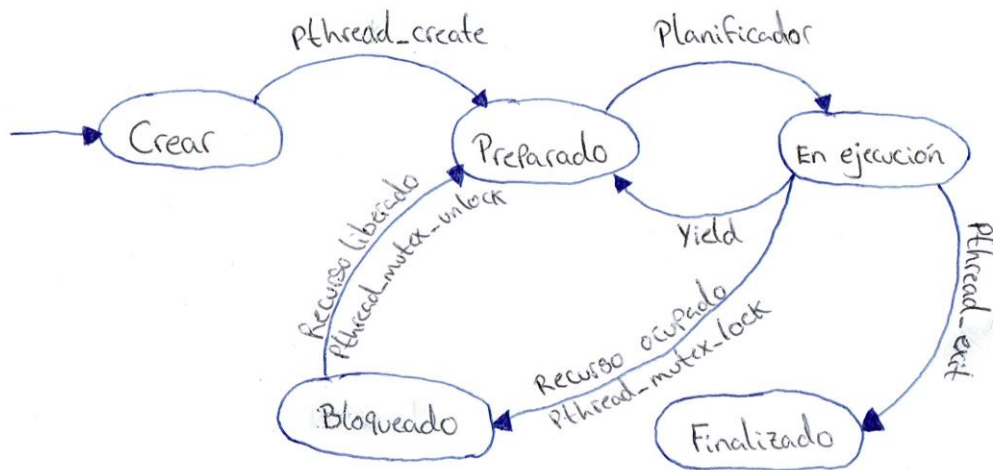 pthread_create
Planificador
Crear
Preparado
En ejecución
Yield
Recurso liberado
Pthread_mutex_unlock
Recurso ocupado
Pthread_mutex_lock
Pthread_exit
Bloqueado
Finalizado